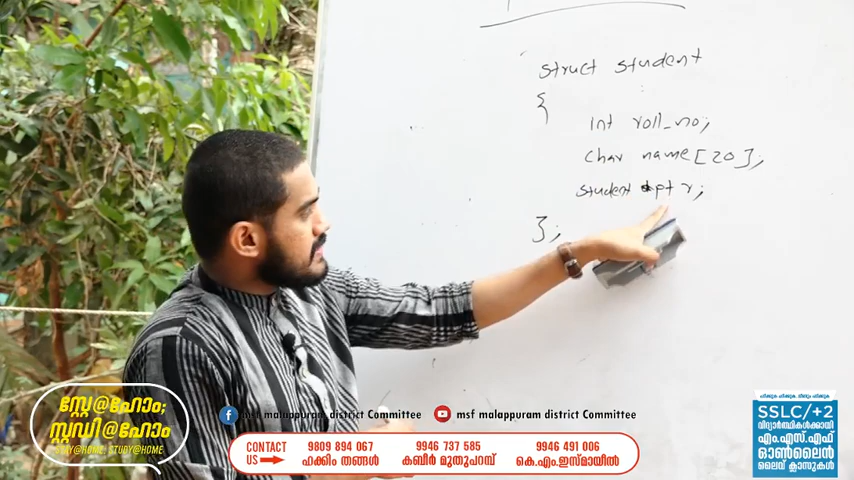 struct student
{
int roll_no;
char name[20];
student *ptr;
};
സ്റ്റേ@ഹോം;
സ്റ്റഡി@ഹോം
STAY@HOME; STUDY@HOME
msf malappuram district Committee
msf malappuram district Committee
CONTACT US
9809 894 067
ഹക്കിം തങ്ങൾ
9946 737 585
കബീർ മുതുപറമ്പ്
9946 491 006
കെ.എം.ഇസ്മായീൽ
SSLC/+2
വിദ്യാർത്ഥികൾക്കായി
എം.എസ്.എഫ്
ഓൺലൈൻ
ലൈവ് ക്ലാസുകൾ